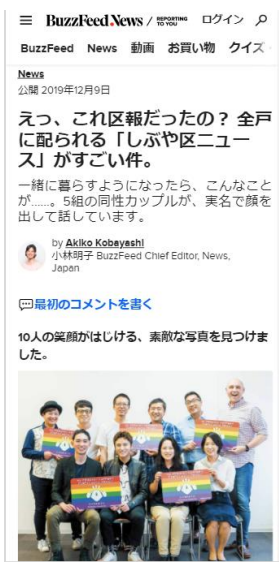 BuzzFeed News / REPORTING TO YOU ログイン
BuzzFeed News 動画 お買い物 クイズ
News
公開 2019年12月9日
えっ、これ区報だったの？ 全戸
に配られる「しぶや区ニュー
ス」がすごい件。
一緒に暮らすようになったら、こんなこと
が……。5組の同性カップルが、実名で顔を
出して話しています。
by Akiko Kobayashi
小林明子 BuzzFeed Chief Editor, News,
Japan
最初のコメントを書く
10人の笑顔がはじける、素敵な写真を見つけま
した。